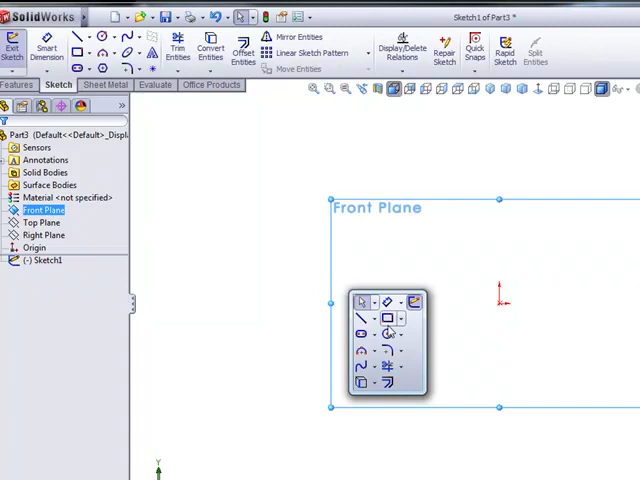 SolidWorks
Sketch1 of Part3 *
Exit Sketch
Smart Dimension
Trim Entities
Convert Entities
Offset Entities
Mirror Entities
Linear Sketch Pattern
Move Entities
Display/Delete Relations
Repair Sketch
Quick Snaps
Rapid Sketch
Split Entities
Features
Sketch
Sheet Metal
Evaluate
Office Products
Part3 (Default<<Default>_Displ
Sensors
Annotations
Solid Bodies
Surface Bodies
Material <not specified>
Front Plane
Top Plane
Right Plane
Origin
(-) Sketch1
Front Plane
Y